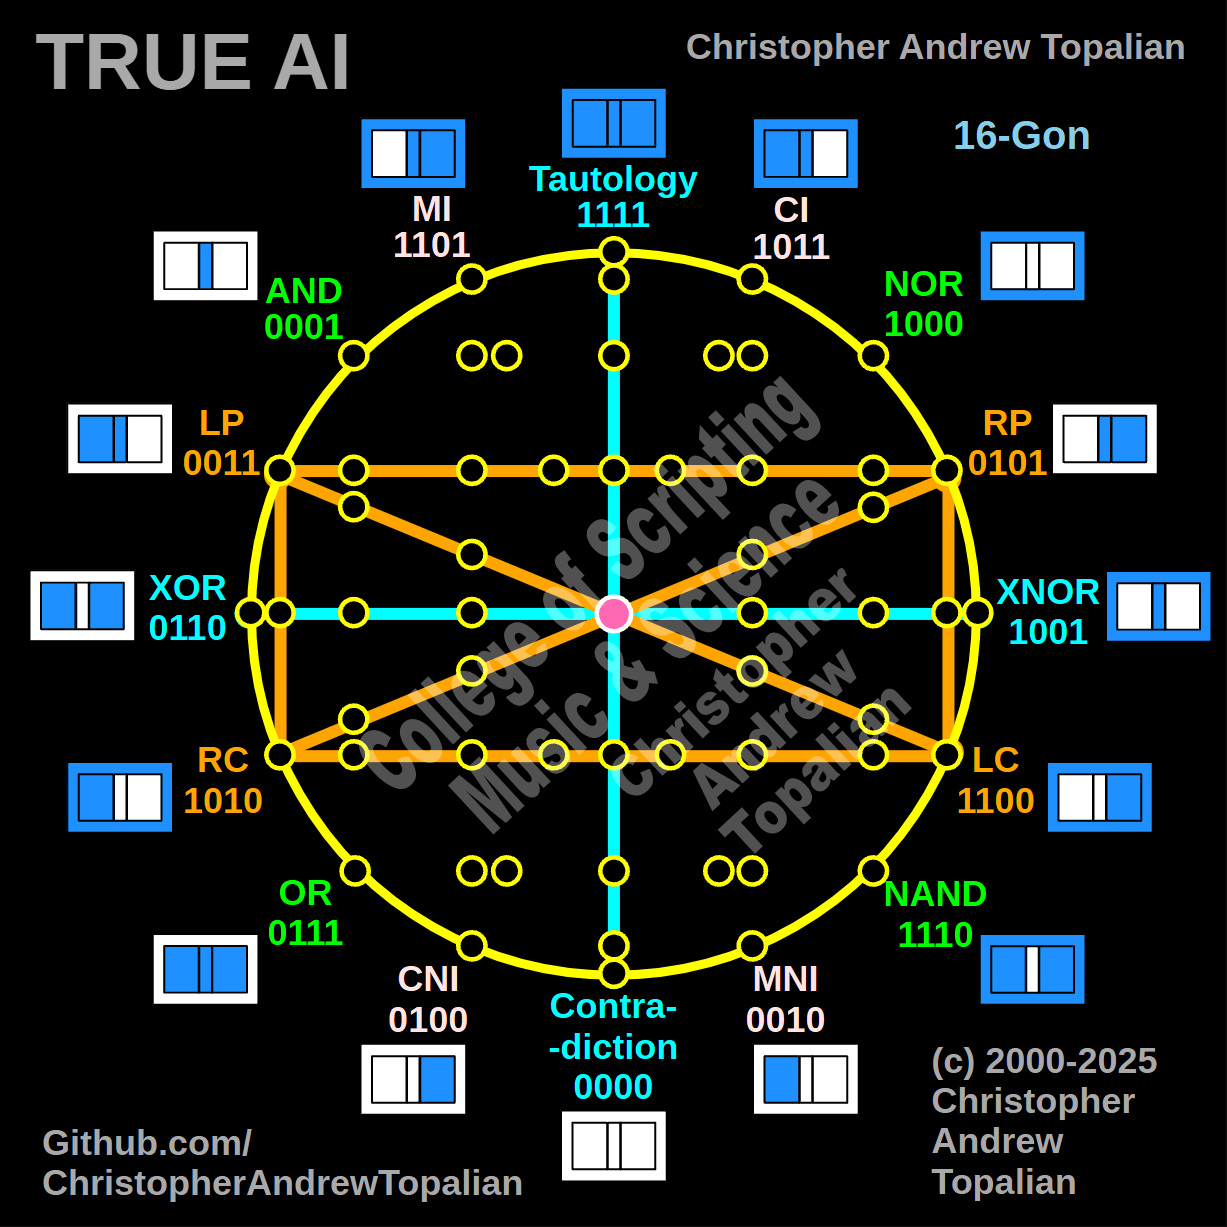 TRUE AI
Christopher Andrew Topalian
16-Gon
Tautology
1111
MI
1101
CI
1011
AND
0001
NOR
1000
LP
0011
RP
0101
XOR
0110
XNOR
1001
RC
1010
LC
1100
OR
0111
NAND
1110
CNI
0100
MNI
0010
Contra-
-diction
0000
College of Scripting
Music & Science
Christopher
Andrew
Topalian
Github.com/
ChristopherAndrewTopalian
(c) 2000-2025
Christopher
Andrew
Topalian